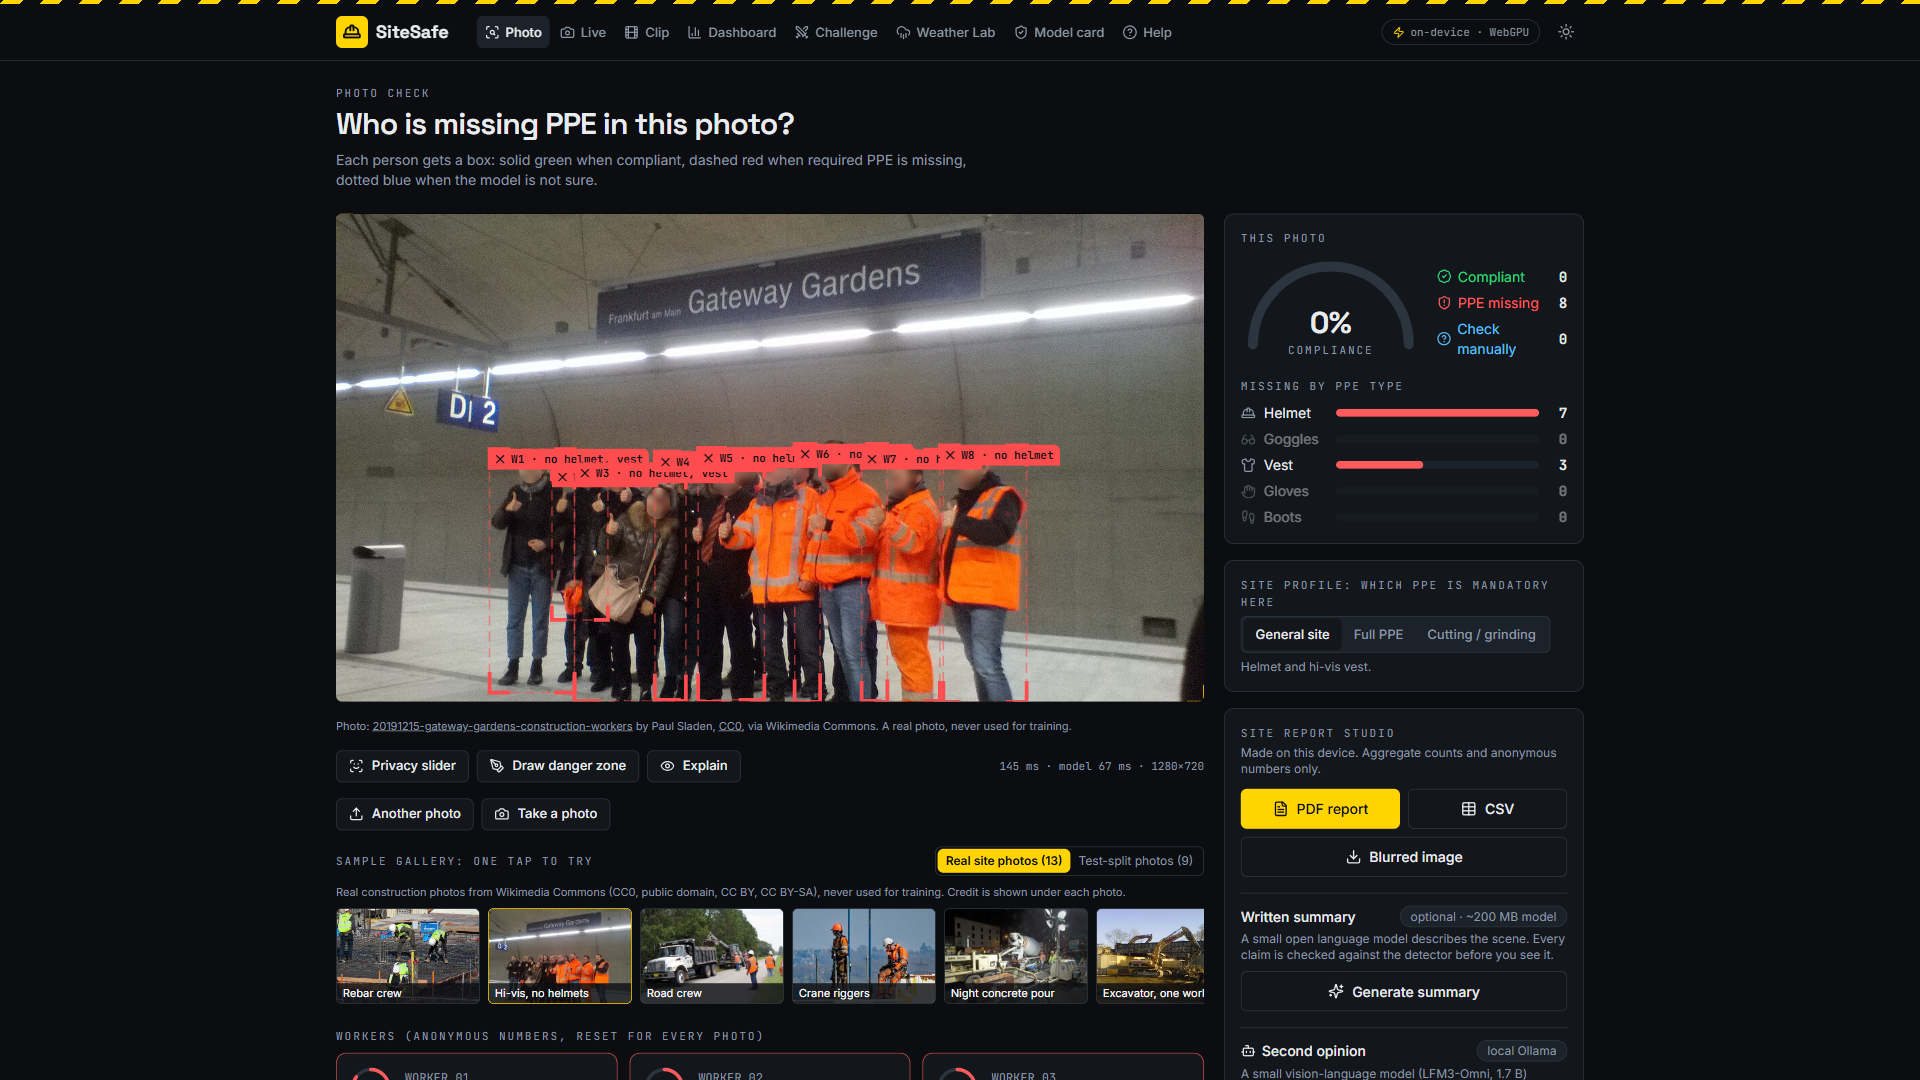 SiteSafe
Photo
Live
Clip
Dashboard
Challenge
Weather Lab
Model card
Help
on-device · WebGPU
PHOTO CHECK
Who is missing PPE in this photo?
Each person gets a box: solid green when compliant, dashed red when required PPE is missing,
dotted blue when the model is not sure.
Frankfurt am Main Gateway Gardens
D| 2
W1 · no helmet, vest
W3 · no helmet, vest
W4
W5 · no hel
W6 · no
W7 · no
W8 · no helmet
Photo: 20191215-gateway-gardens-construction-workers by Paul Sladen, CC0, via Wikimedia Commons. A real photo, never used for training.
Privacy slider
Draw danger zone
Explain
145 ms · model 67 ms · 1280×720
Another photo
Take a photo
SAMPLE GALLERY: ONE TAP TO TRY
Real site photos (13)
Test-split photos (9)
Real construction photos from Wikimedia Commons (CC0, public domain, CC BY, CC BY-SA), never used for training. Credit is shown under each photo.
Rebar crew
Hi-vis, no helmets
Road crew
Crane riggers
Night concrete pour
Excavator, one worl
WORKERS (ANONYMOUS NUMBERS, RESET FOR EVERY PHOTO)
WORKER 01
WORKER 02
WORKER 03
THIS PHOTO
0%
COMPLIANCE
Compliant 0
PPE missing 8
Check manually 0
MISSING BY PPE TYPE
Helmet 7
Goggles 0
Vest 3
Gloves 0
Boots 0
SITE PROFILE: WHICH PPE IS MANDATORY
HERE
General site
Full PPE
Cutting / grinding
Helmet and hi-vis vest.
SITE REPORT STUDIO
Made on this device. Aggregate counts and anonymous
numbers only.
PDF report
CSV
Blurred image
Written summary
optional · ~200 MB model
A small open language model describes the scene. Every
claim is checked against the detector before you see it.
Generate summary
Second opinion
local Ollama
A small vision-language model (LFM3-Omni, 1.7 B)